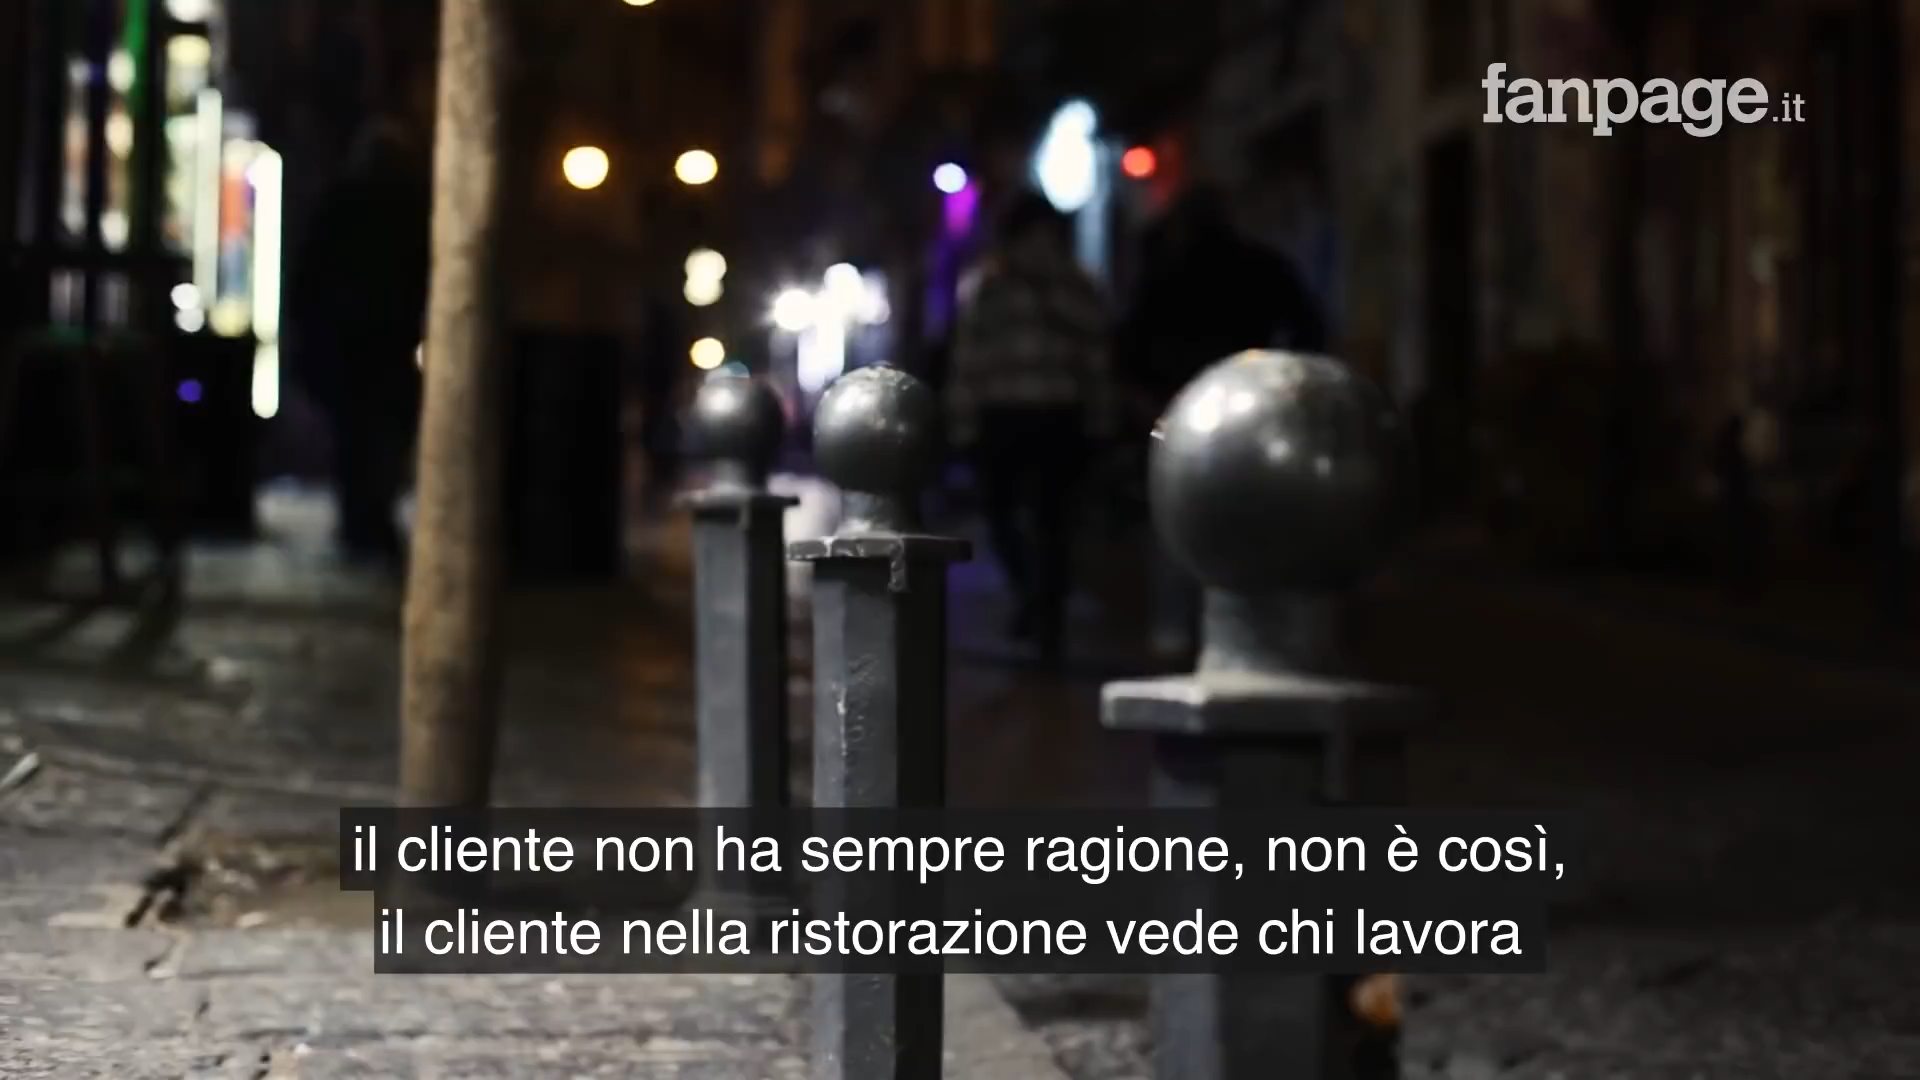 fanpage.it
il cliente non ha sempre ragione, non è così,
il cliente nella ristorazione vede chi lavora